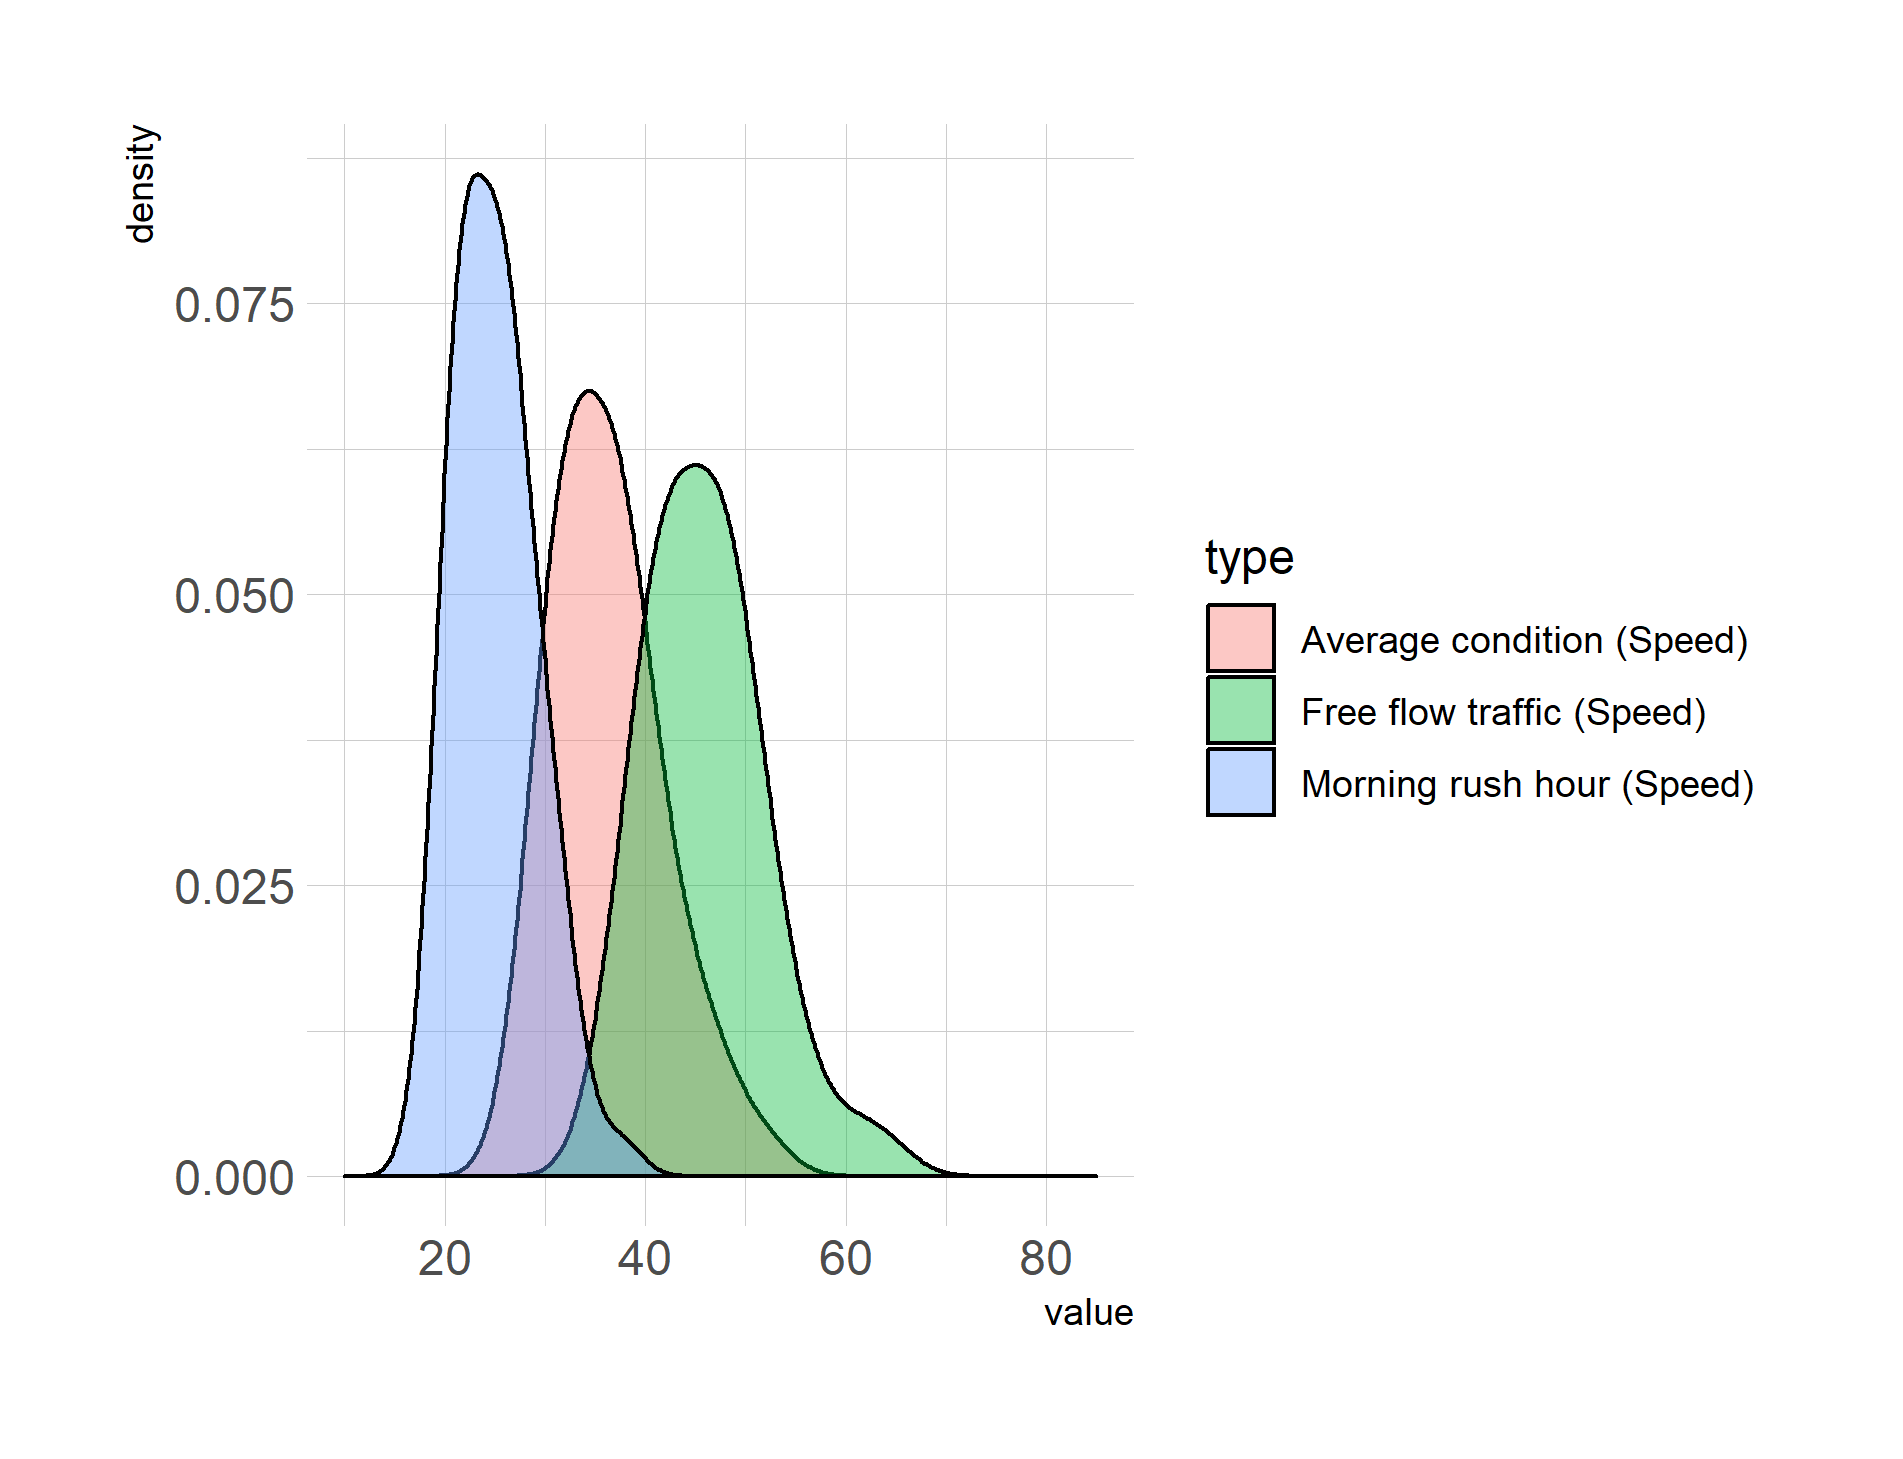 density
0.075
0.050
0.025
0.000
20 40 60 80
value
type
Average condition (Speed)
Free flow traffic (Speed)
Morning rush hour (Speed)